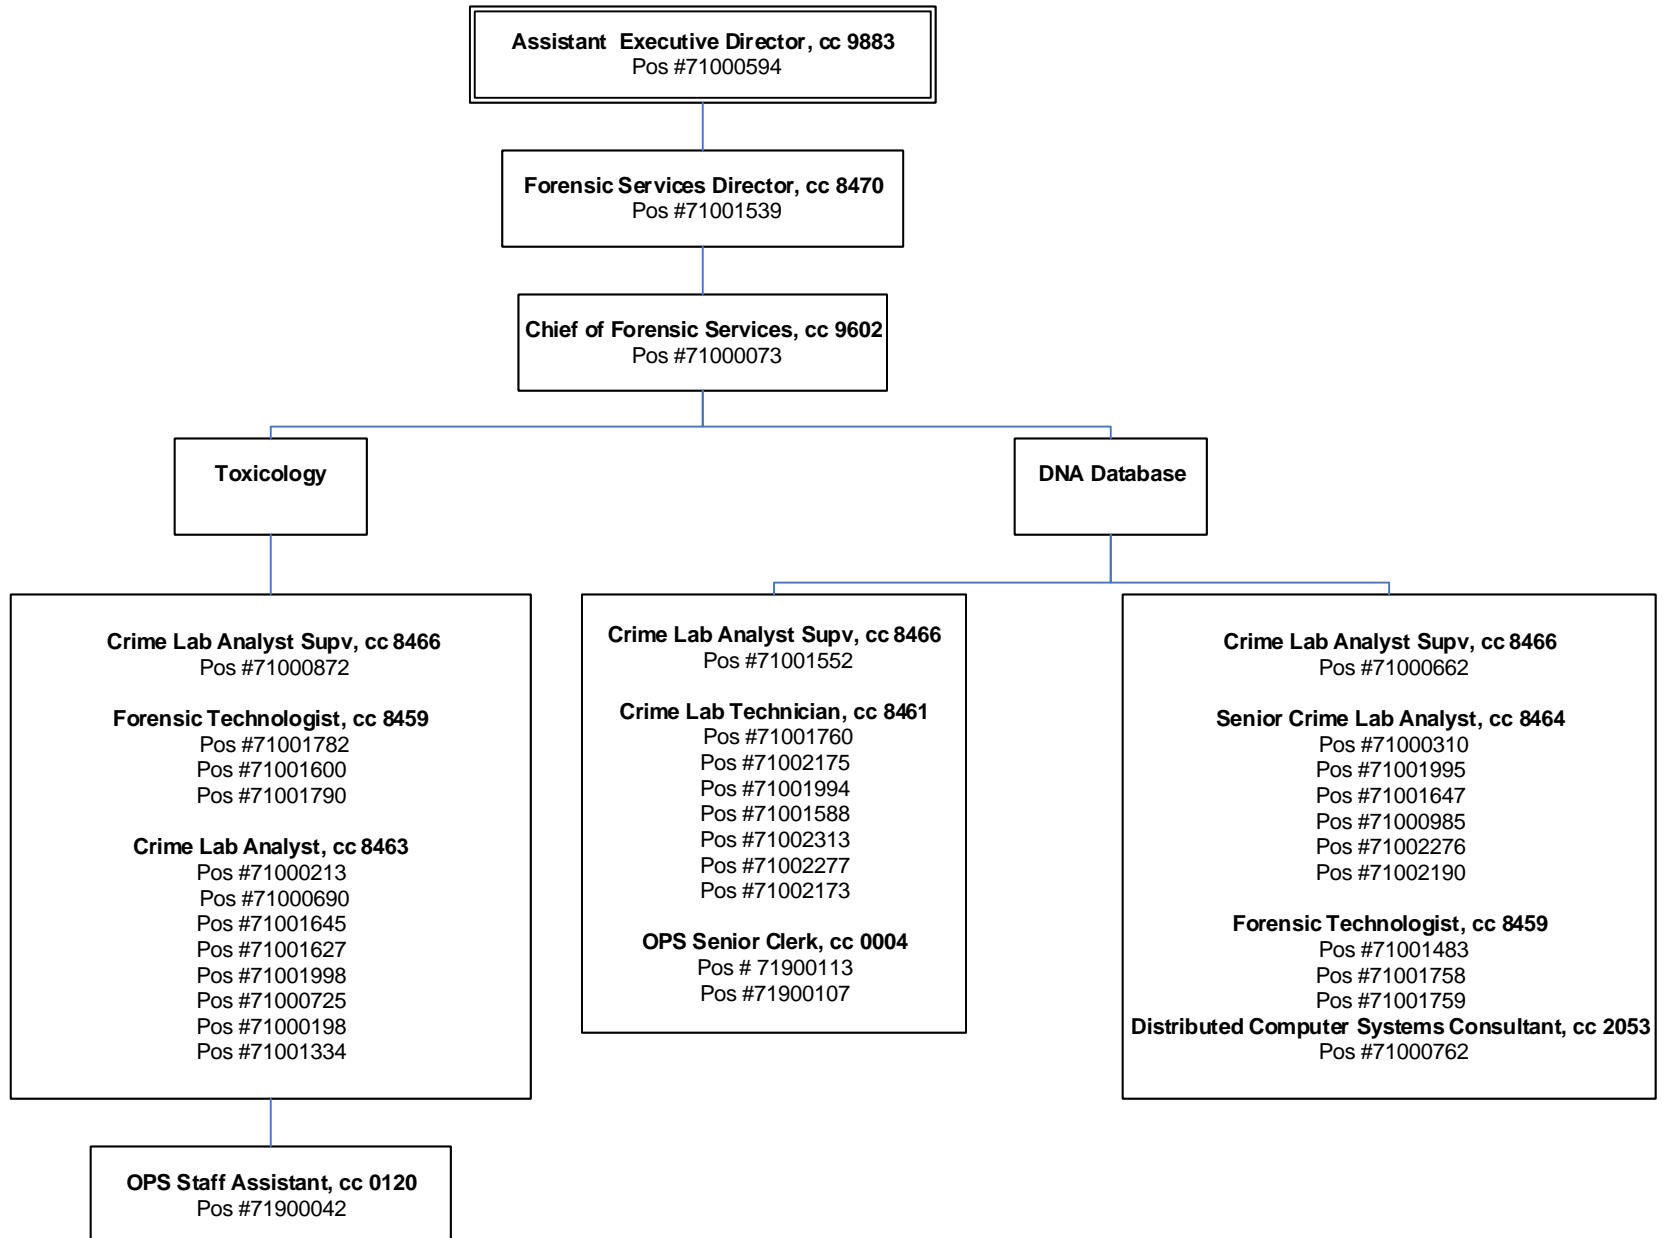 Assistant Executive Director, cc 9883
Pos #71000594
Forensic Services Director, cc 8470
Pos #71001539
Chief of Forensic Services, cc 9602
Pos #71000073
Toxicology
DNA Database
Crime Lab Analyst Supv, cc 8466
Pos #71000872
Forensic Technologist, cc 8459
Pos #71001782
Pos #71001600
Pos #71001790
Crime Lab Analyst, cc 8463
Pos #71000213
Pos #71000690
Pos #71001645
Pos #71001627
Pos #71001998
Pos #71000725
Pos #71000198
Pos #71001334
OPS Staff Assistant, cc 0120
Pos #71900042
Crime Lab Analyst Supv, cc 8466
Pos #71001552
Crime Lab Technician, cc 8461
Pos #71001760
Pos #71002175
Pos #71001994
Pos #71001588
Pos #71002313
Pos #71002277
Pos #71002173
OPS Senior Clerk, cc 0004
Pos # 71900113
Pos #71900107
Crime Lab Analyst Supv, cc 8466
Pos #71000662
Senior Crime Lab Analyst, cc 8464
Pos #71000310
Pos #71001995
Pos #71001647
Pos #71000985
Pos #71002276
Pos #71002190
Forensic Technologist, cc 8459
Pos #71001483
Pos #71001758
Pos #71001759
Distributed Computer Systems Consultant, cc 2053
Pos #71000762